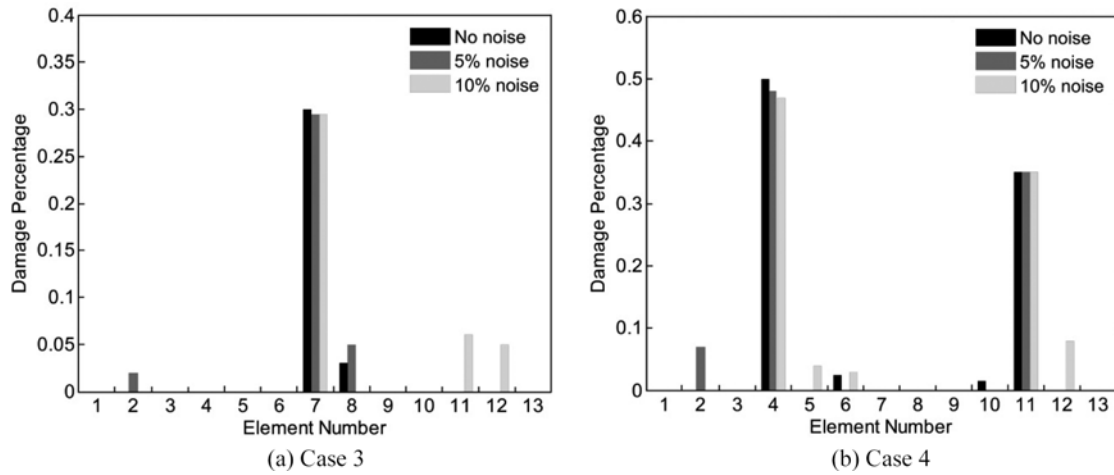 0.4
0.35
0.3
0.25
0.2
0.15
0.1
0.05
0
Damage Percentage
No noise
5% noise
10% noise
1 2 3 4 5 6 7 8 9 10 11 12 13
Element Number
(a) Case 3
0.6
0.5
0.4
0.3
0.2
0.1
0
Damage Percentage
No noise
5% noise
10% noise
1 2 3 4 5 6 7 8 9 10 11 12 13
Element Number
(b) Case 4